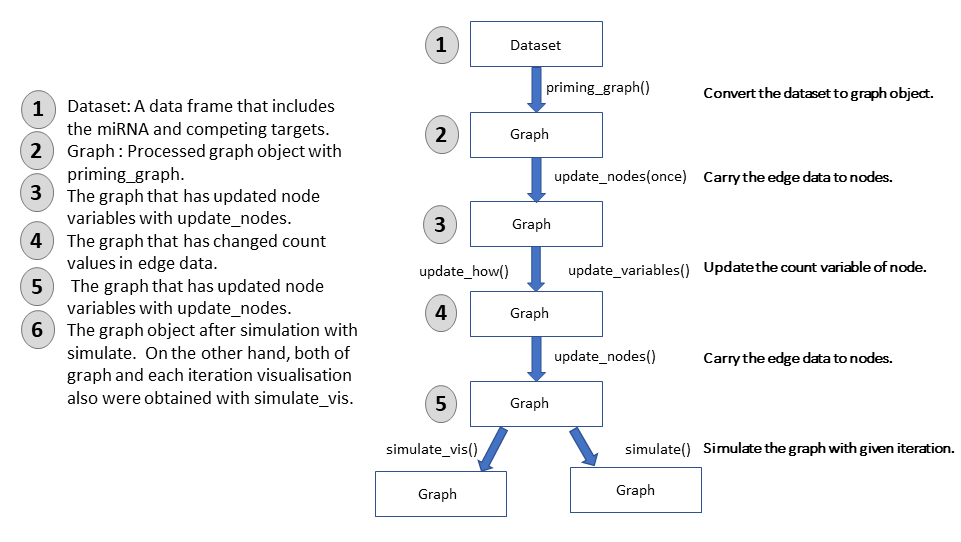 1 Dataset
priming_graph()
Convert the dataset to graph object.
2 Graph
update_nodes(once)
Carry the edge data to nodes.
3 Graph
update_how() update_variables()
Update the count variable of node.
4 Graph
update_nodes()
Carry the edge data to nodes.
5 Graph
simulate_vis() simulate()
Simulate the graph with given iteration.
Graph Graph
1 Dataset: A data frame that includes
the miRNA and competing targets.
2 Graph : Processed graph object with
priming_graph.
3 The graph that has updated node
variables with update_nodes.
4 The graph that has changed count
values in edge data.
5 The graph that has updated node
variables with update_nodes.
6 The graph object after simulation with
simulate. On the other hand, both of
graph and each iteration visualisation
also were obtained with simulate_vis.